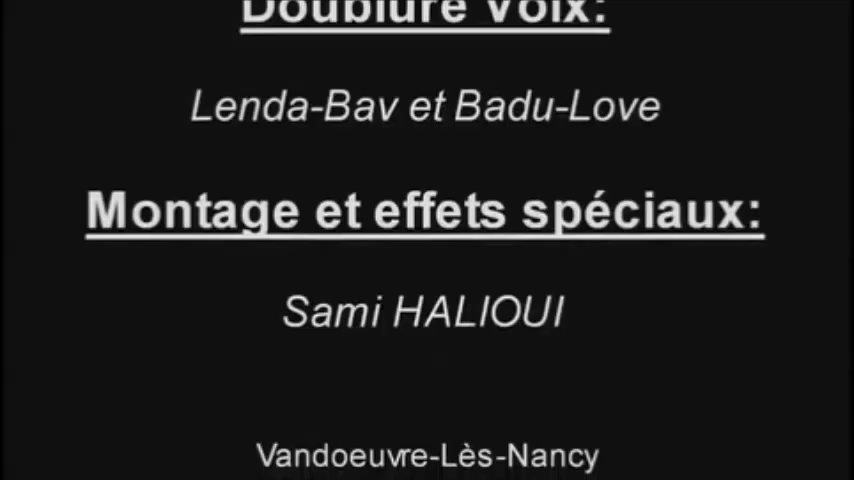 Doublure Voix:
Lenda-Bav et Badu-Love
Montage et effets spéciaux:
Sami HALIOUI
Vandoeuvre-Lès-Nancy